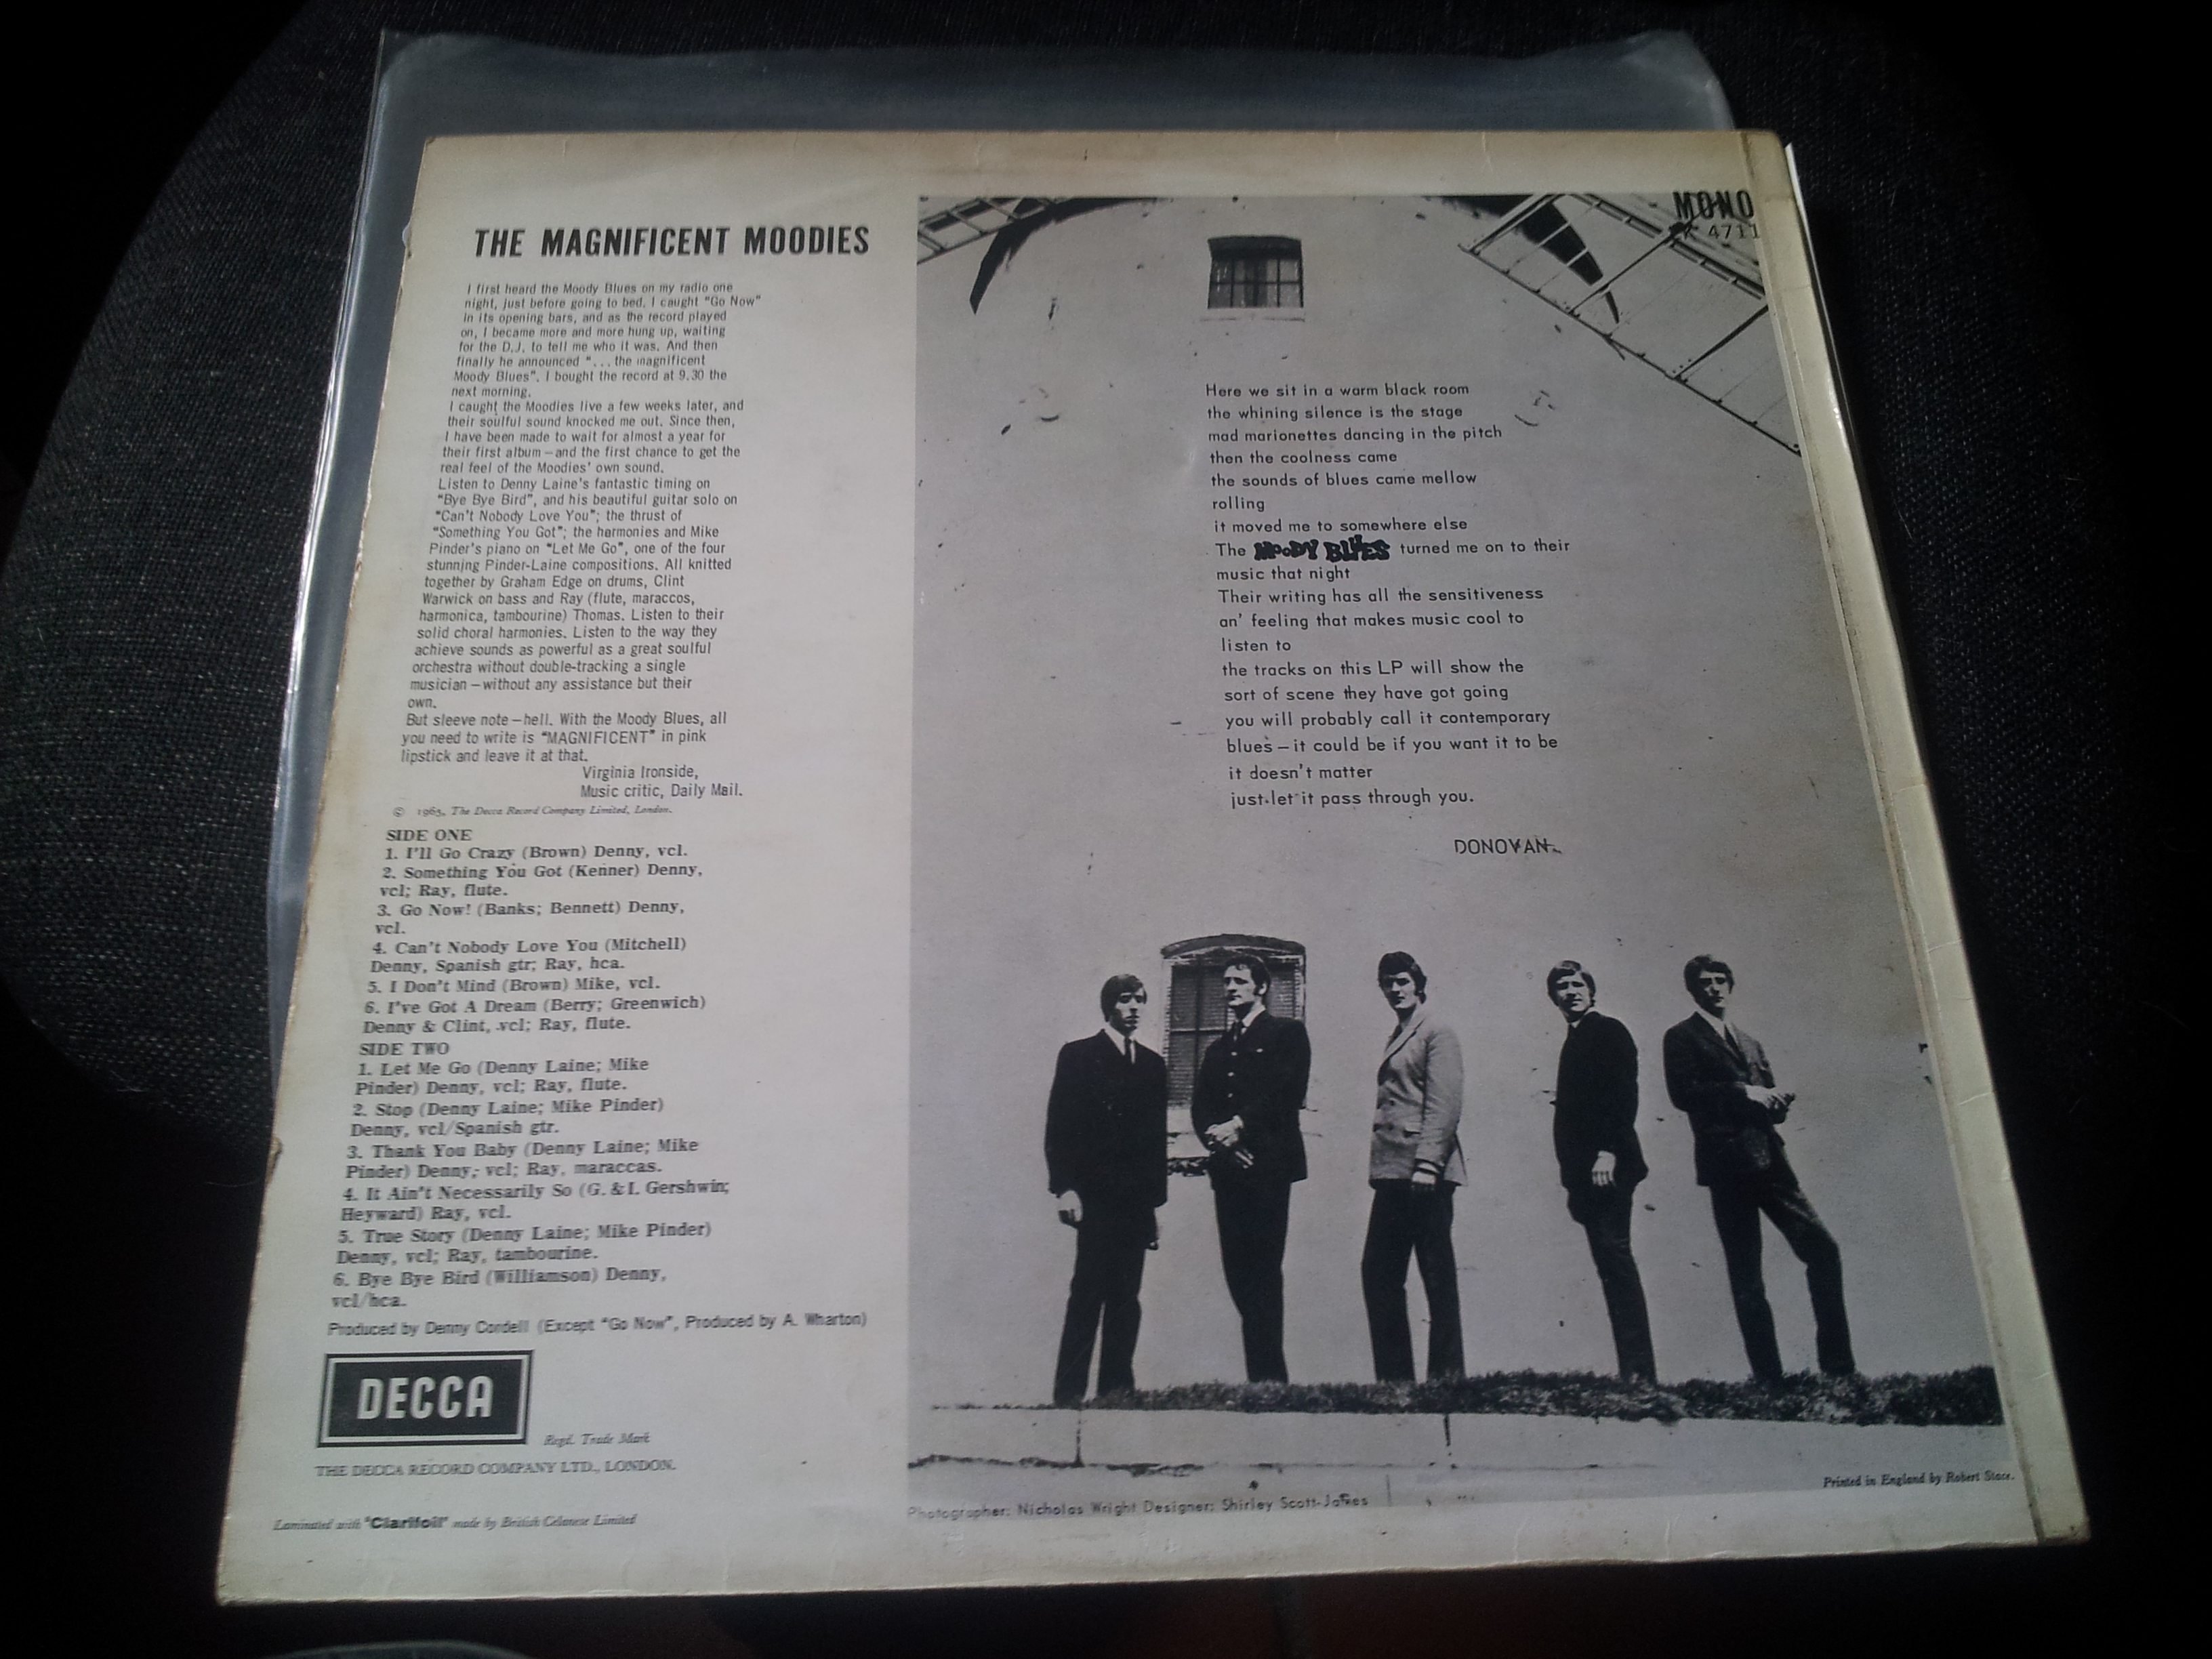 THE MAGNIFICENT MOODIES
I first heard the Moody Blues on my radio one
night, just before going to bed. I caught "Go Now"
in its opening bars, and as the record played
on, I became more and more hung up, waiting
for the D.J. to tell me who it was. And then
finally he announced "... the magnificent
Moody Blues". I bought the record at 9.30 the
next morning.
I caught the Moodies live a few weeks later, and
their soulful sound knocked me out. Since then,
I have been made to wait for almost a year for
their first album – and the first chance to get the
real feel of the Moodies' own sound.
Listen to Denny Laine's fantastic timing on
"Bye Bye Bird", and his beautiful guitar solo on
"Can't Nobody Love You"; the thrust of
"Something You Got"; the harmonies and Mike
Pinder's piano on "Let Me Go", one of the four
stunning Pinder-Laine compositions. All knitted
together by Graham Edge on drums, Clint
Warwick on bass and Ray (flute, maraccos,
harmonica, tambourine) Thomas. Listen to their
solid choral harmonies. Listen to the way they
achieve sounds as powerful as a great soulful
orchestra without double-tracking a single
musician – without any assistance but their
own.
But sleeve note – hell. With the Moody Blues, all
you need to write is "MAGNIFICENT" in pink
lipstick and leave it at that.
Virginia Ironside,
Music critic, Daily Mail.
© 1965, The Decca Record Company Limited, London.
SIDE ONE
1. I'll Go Crazy (Brown) Denny, vcl.
2. Something You Got (Kenner) Denny,
vcl; Ray, flute.
3. Go Now! (Banks; Bennett) Denny,
vcl.
4. Can't Nobody Love You (Mitchell)
Denny, Spanish gtr; Ray, hca.
5. I Don't Mind (Brown) Mike, vcl.
6. I've Got A Dream (Berry; Greenwich)
Denny & Clint, vcl; Ray, flute.
SIDE TWO
1. Let Me Go (Denny Laine; Mike
Pinder) Denny, vcl; Ray, flute.
2. Stop (Denny Laine; Mike Pinder)
Denny, vcl/Spanish gtr.
3. Thank You Baby (Denny Laine; Mike
Pinder) Denny, vcl; Ray, maraccas.
4. It Ain't Necessarily So (G. & I. Gershwin;
Heyward) Ray, vcl.
5. True Story (Denny Laine; Mike Pinder)
Denny, vcl; Ray, tambourine.
6. Bye Bye Bird (Williamson) Denny,
vcl/hca.
Produced by Denny Cordell (Except "Go Now", Produced by A. Wharton)
DECCA
Regd. Trade Mark
THE DECCA RECORD COMPANY LTD., LONDON.
Laminated with "Clarifoil" made by British Celanese Limited
MONO
4711
Here we sit in a warm black room
the whining silence is the stage
mad marionettes dancing in the pitch
then the coolness came
the sounds of blues came mellow
rolling
it moved me to somewhere else
The MOODY BLUES turned me on to their
music that night
Their writing has all the sensitiveness
an' feeling that makes music cool to
listen to
the tracks on this LP will show the
sort of scene they have got going
you will probably call it contemporary
blues – it could be if you want it to be
it doesn't matter
just let it pass through you.
DONOVAN
Printed in England by Robert Stace.
Photographer: Nicholas Wright Designer: Shirley Scott-James